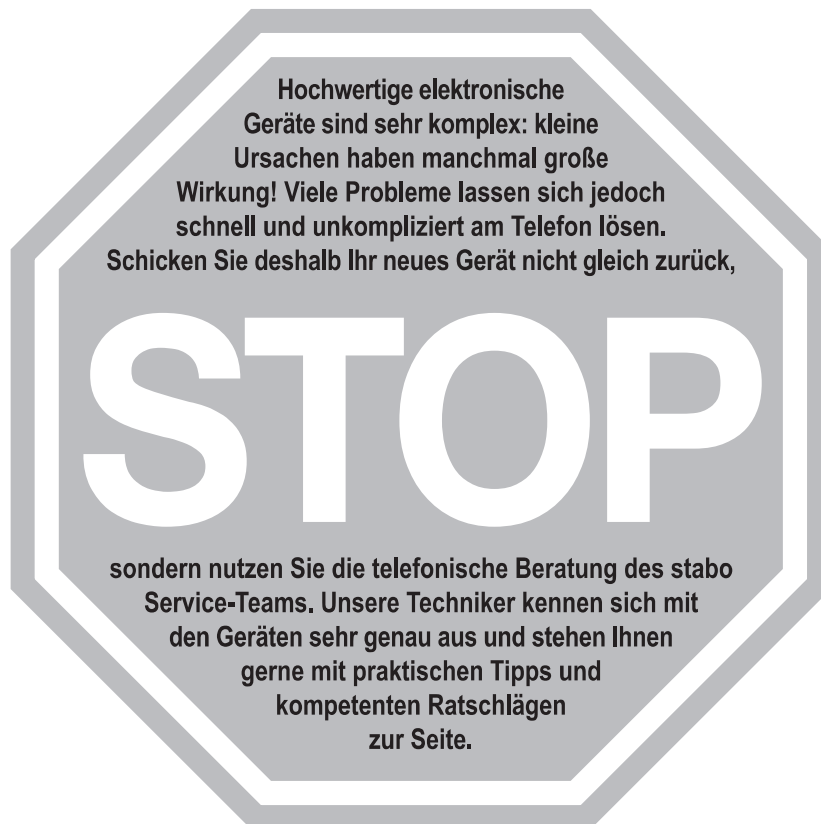 Hochwertige elektronische
Geräte sind sehr komplex: kleine
Ursachen haben manchmal große
Wirkung! Viele Probleme lassen sich jedoch
schnell und unkompliziert am Telefon lösen.
Schicken Sie deshalb Ihr neues Gerät nicht gleich zurück,
STOP
sondern nutzen Sie die telefonische Beratung des stabo
Service-Teams. Unsere Techniker kennen sich mit
den Geräten sehr genau aus und stehen Ihnen
gerne mit praktischen Tipps und
kompetenten Ratschlägen
zur Seite.